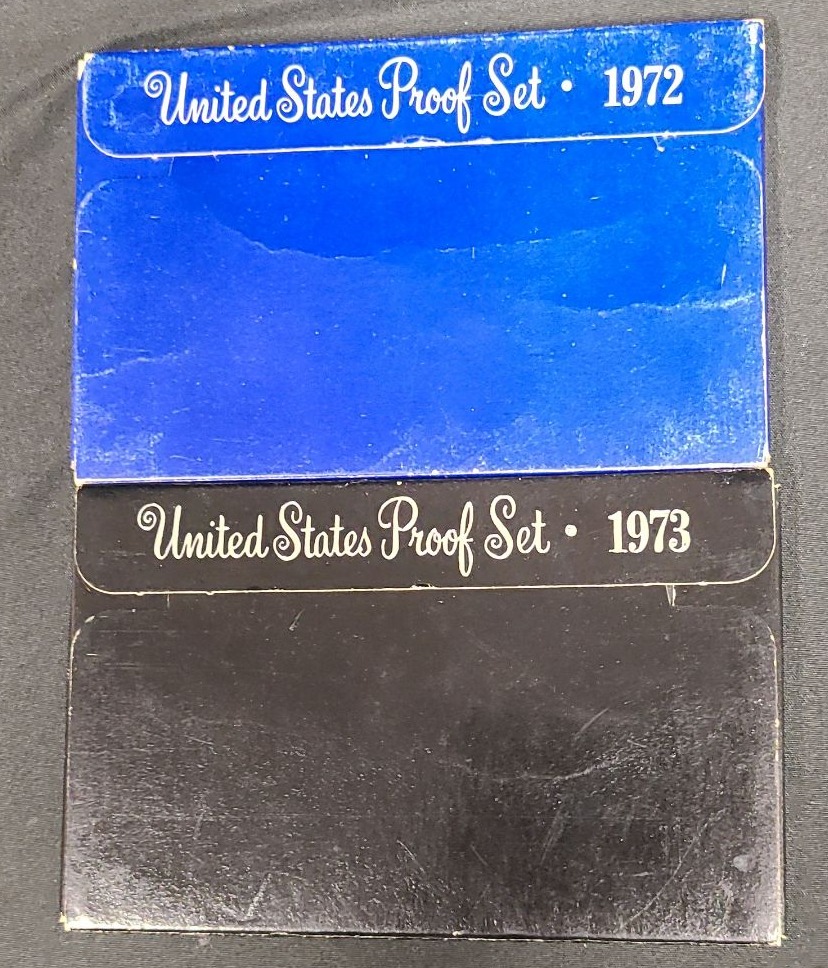 United States Proof Set • 1972
United States Proof Set • 1973